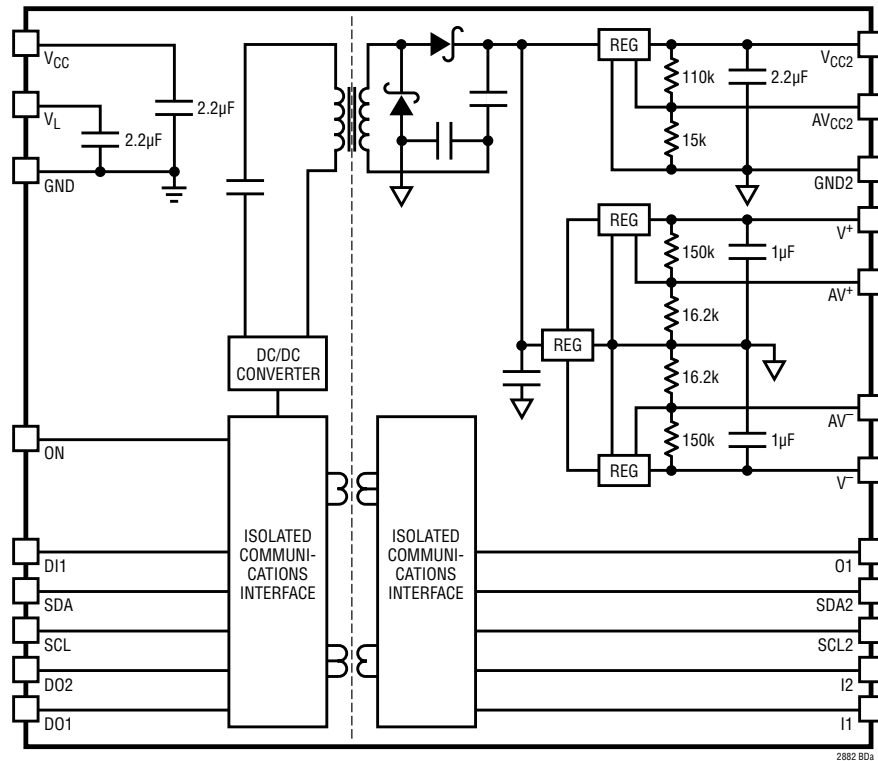 VCC
VL
GND
2.2µF
2.2µF
REG
110k
2.2µF
15k
VCC2
AVCC2
GND2
REG
150k
1µF
16.2k
V+
AV+
REG
16.2k
150k
1µF
REG
AV−
V−
DC/DC
CONVERTER
ON
DI1
SDA
SCL
DO2
DO1
ISOLATED
COMMUNI-
CATIONS
INTERFACE
ISOLATED
COMMUNI-
CATIONS
INTERFACE
O1
SDA2
SCL2
I2
I1
2882 BDa